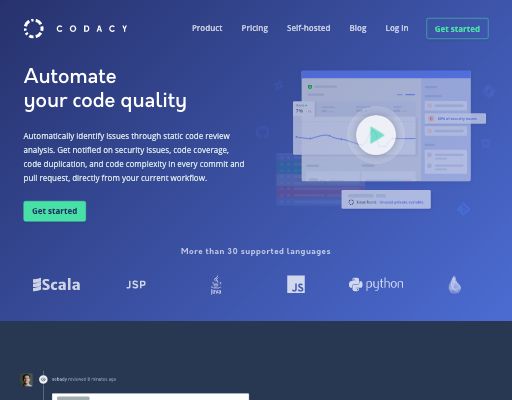 CODACY
Product Pricing Self-hosted Blog Log in Get started
Automate
your code quality
Automatically identify issues through static code review
analysis. Get notified on security issues, code coverage,
code duplication, and code complexity in every commit and
pull request, directly from your current workflow.
Get started
More than 30 supported languages
Scala JSP Java JS python
sobady reviewed 8 minutes ago